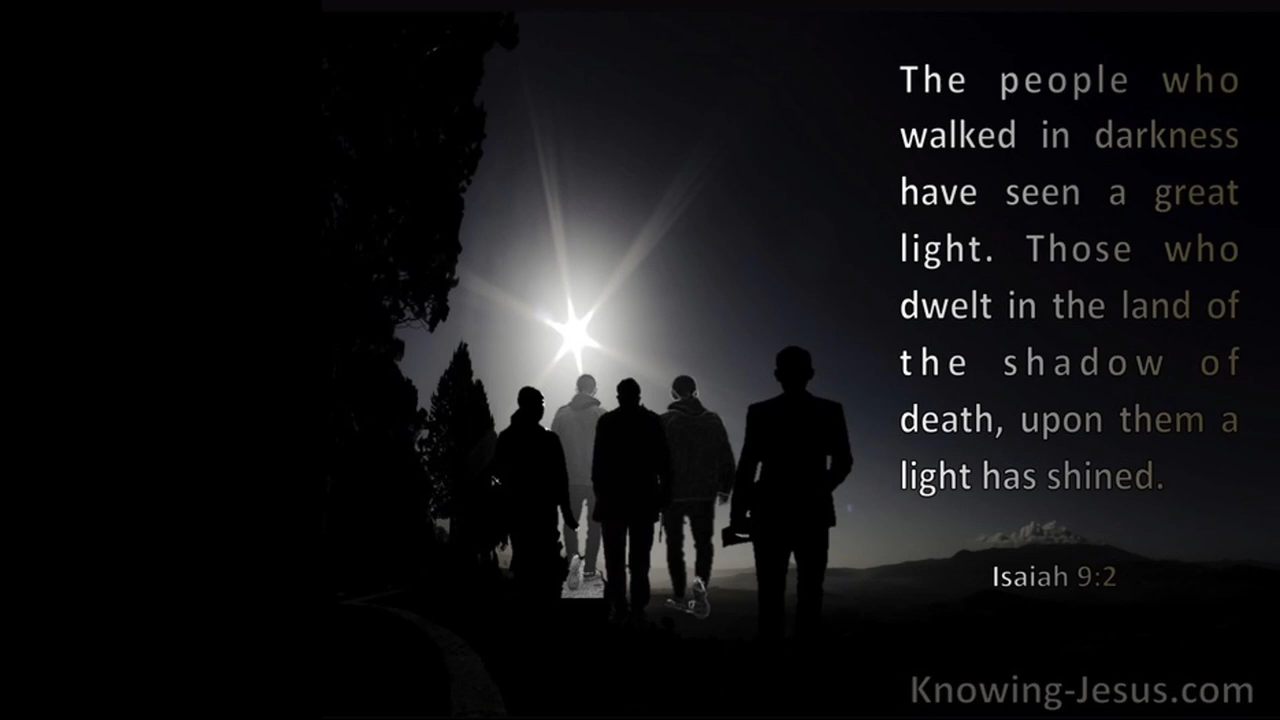 The people who
walked in darkness
have seen a great
light. Those who
dwelt in the land of
the shadow of
death, upon them a
light has shined.
Isaiah 9:2
Knowing-Jesus.com